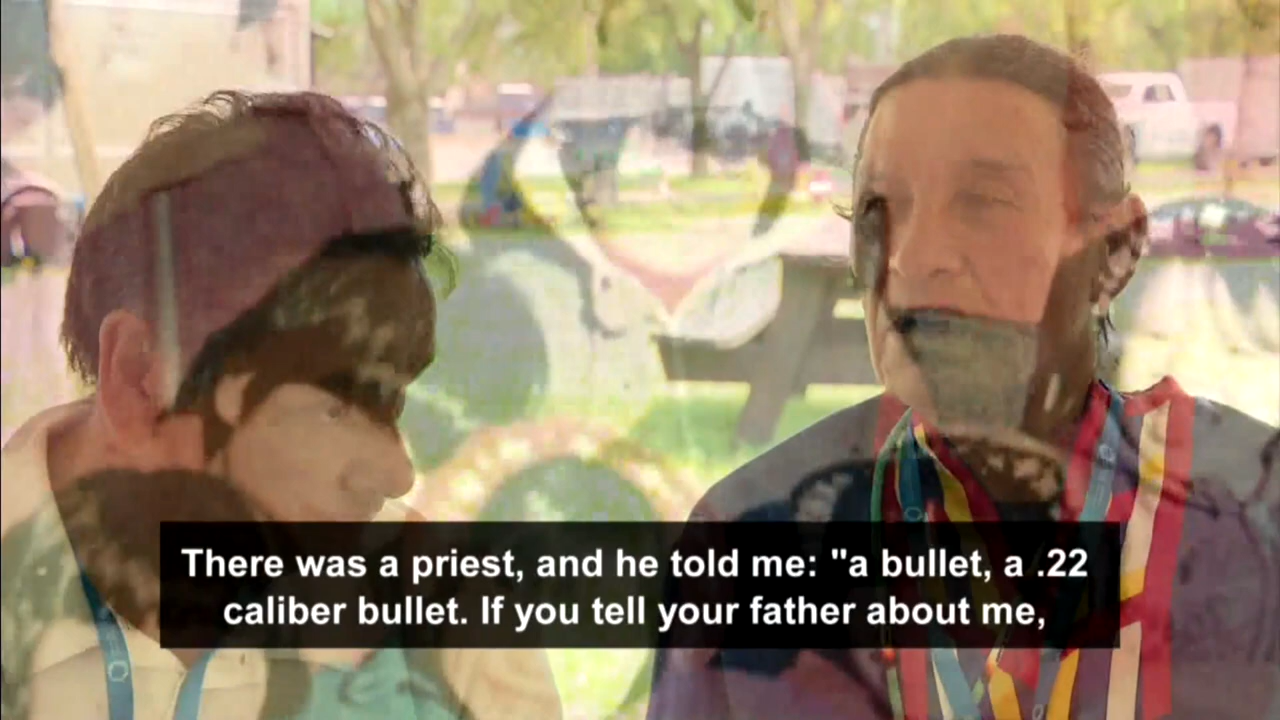 There was a priest, and he told me: "a bullet, a .22
caliber bullet. If you tell your father about me,